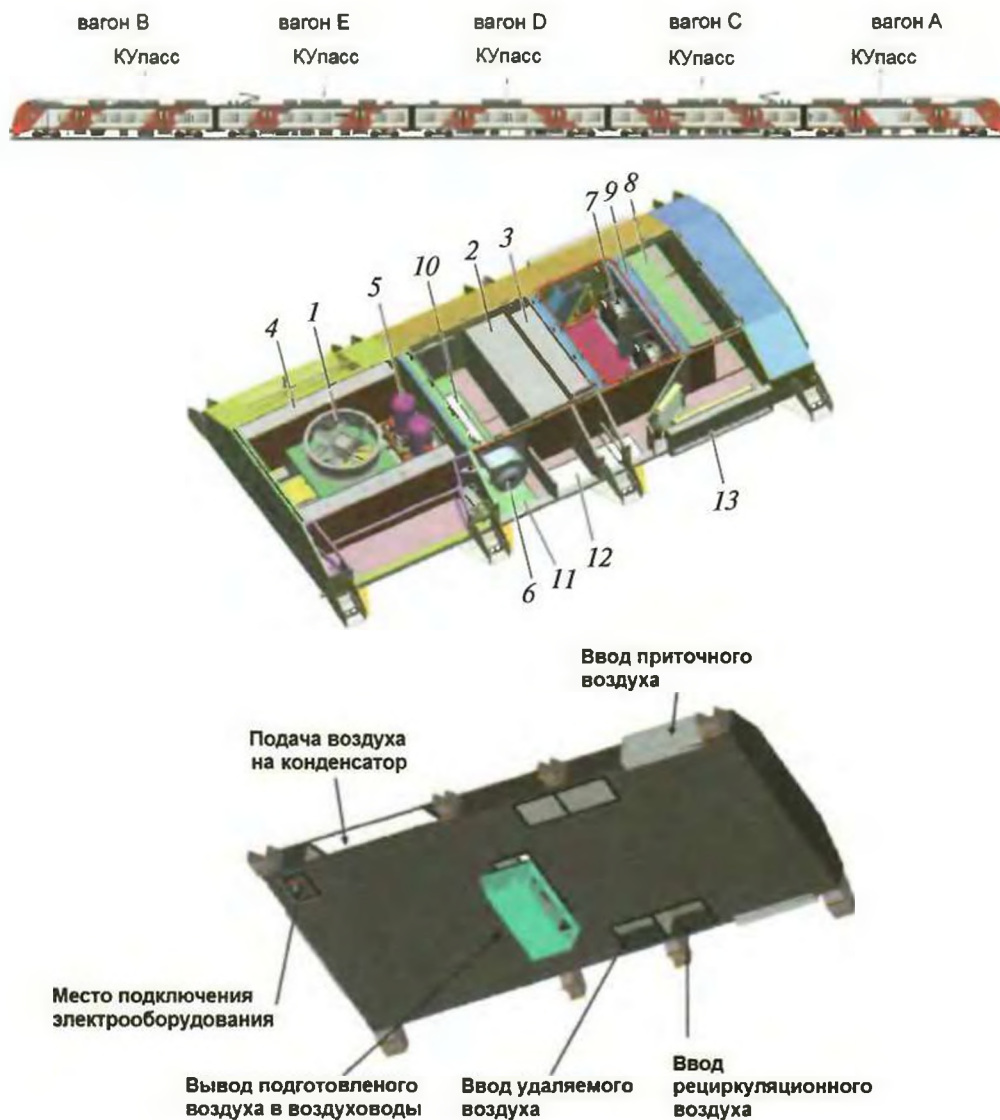 вагон B вагон E вагон D вагон C вагон A
КУпасс КУпасс КУпасс КУпасс КУпасс
7 9 8
2 3
10
5
1
4
13
12
11
6
Ввод приточного
воздуха
Подача воздуха
на конденсатор
Место подключения
электрооборудования
Вывод подготовленого
воздуха в воздуховоды
Ввод удаляемого
воздуха
Ввод
рециркуляционного
воздуха